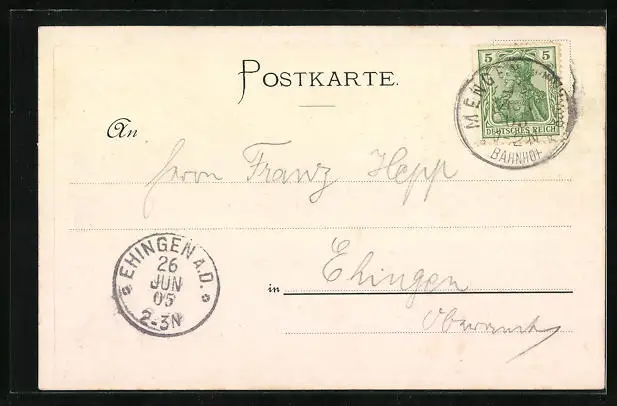 POSTKARTE.
5 5
DEUTSCHES REICH
MENGEN
BAHNHOF
An
Herrn Franz Hepp
EHINGEN A.D.
26
JUN
05
2-3N
in Ehingen